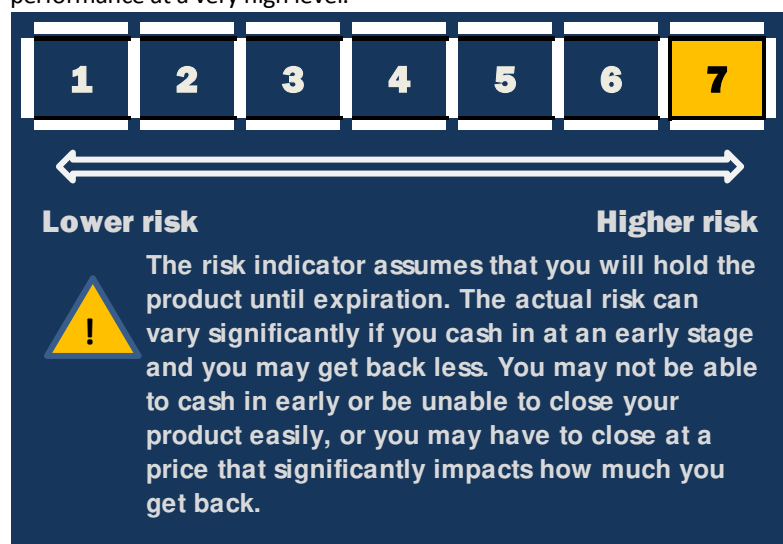 performance at a very high level.
1 2 3 4 5 6 7
Lower risk Higher risk
The risk indicator assumes that you will hold the
product until expiration. The actual risk can
! vary significantly if you cash in at an early stage
and you may get back less. You may not be able
to cash in early or be unable to close your
product easily, or you may have to close at a
price that significantly impacts how much you
get back.